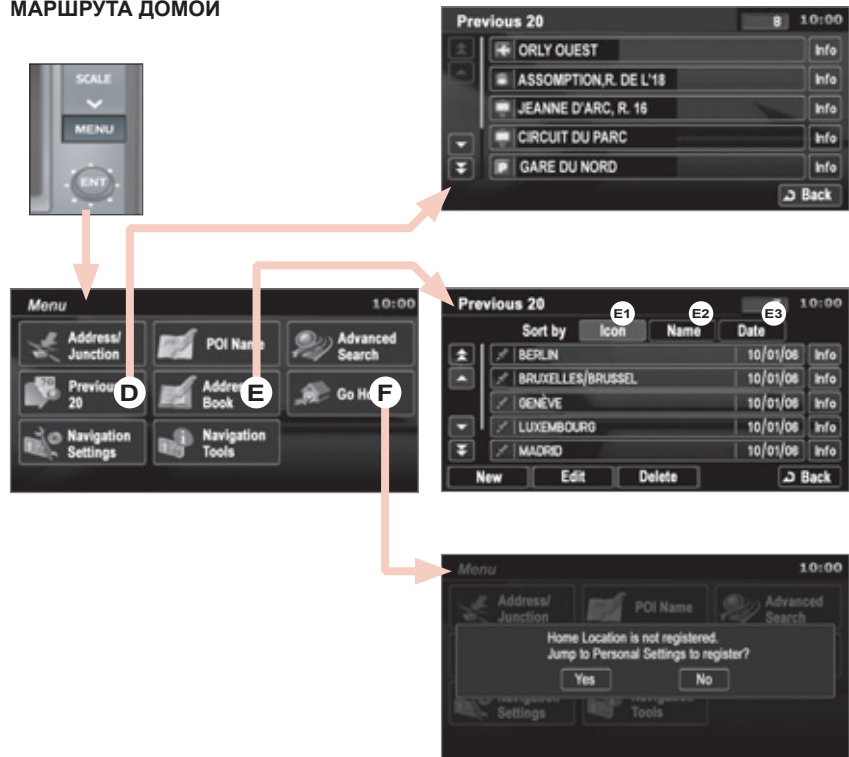 МАРШРУТА ДОМОЙ
SCALE
MENU
ENT
Previous 20 8 10:00
ORLY OUEST Info
ASSOMPTION,R. DE L'18 Info
JEANNE D'ARC, R. 16 Info
CIRCUIT DU PARC Info
GARE DU NORD Info
Back
Menu 10:00
Address/
Junction
POI Name
Advanced
Search
Previous
20
D
Address
Book
E
Go Ho
F
Navigation
Settings
Navigation
Tools
Previous 20 10:00
E1 E2 E3
Sort by Icon Name Date
BERLIN 10/01/06 Info
BRUXELLES/BRUSSEL 10/01/06 Info
GENÈVE 10/01/06 Info
LUXEMBOURG 10/01/06 Info
MADRID 10/01/06 Info
New Edit Delete Back
Menu 10:00
Address/
Junction
POI Name
Advanced
Search
Home Location is not registered.
Jump to Personal Settings to register?
Yes No
Navigation
Settings
Navigation
Tools